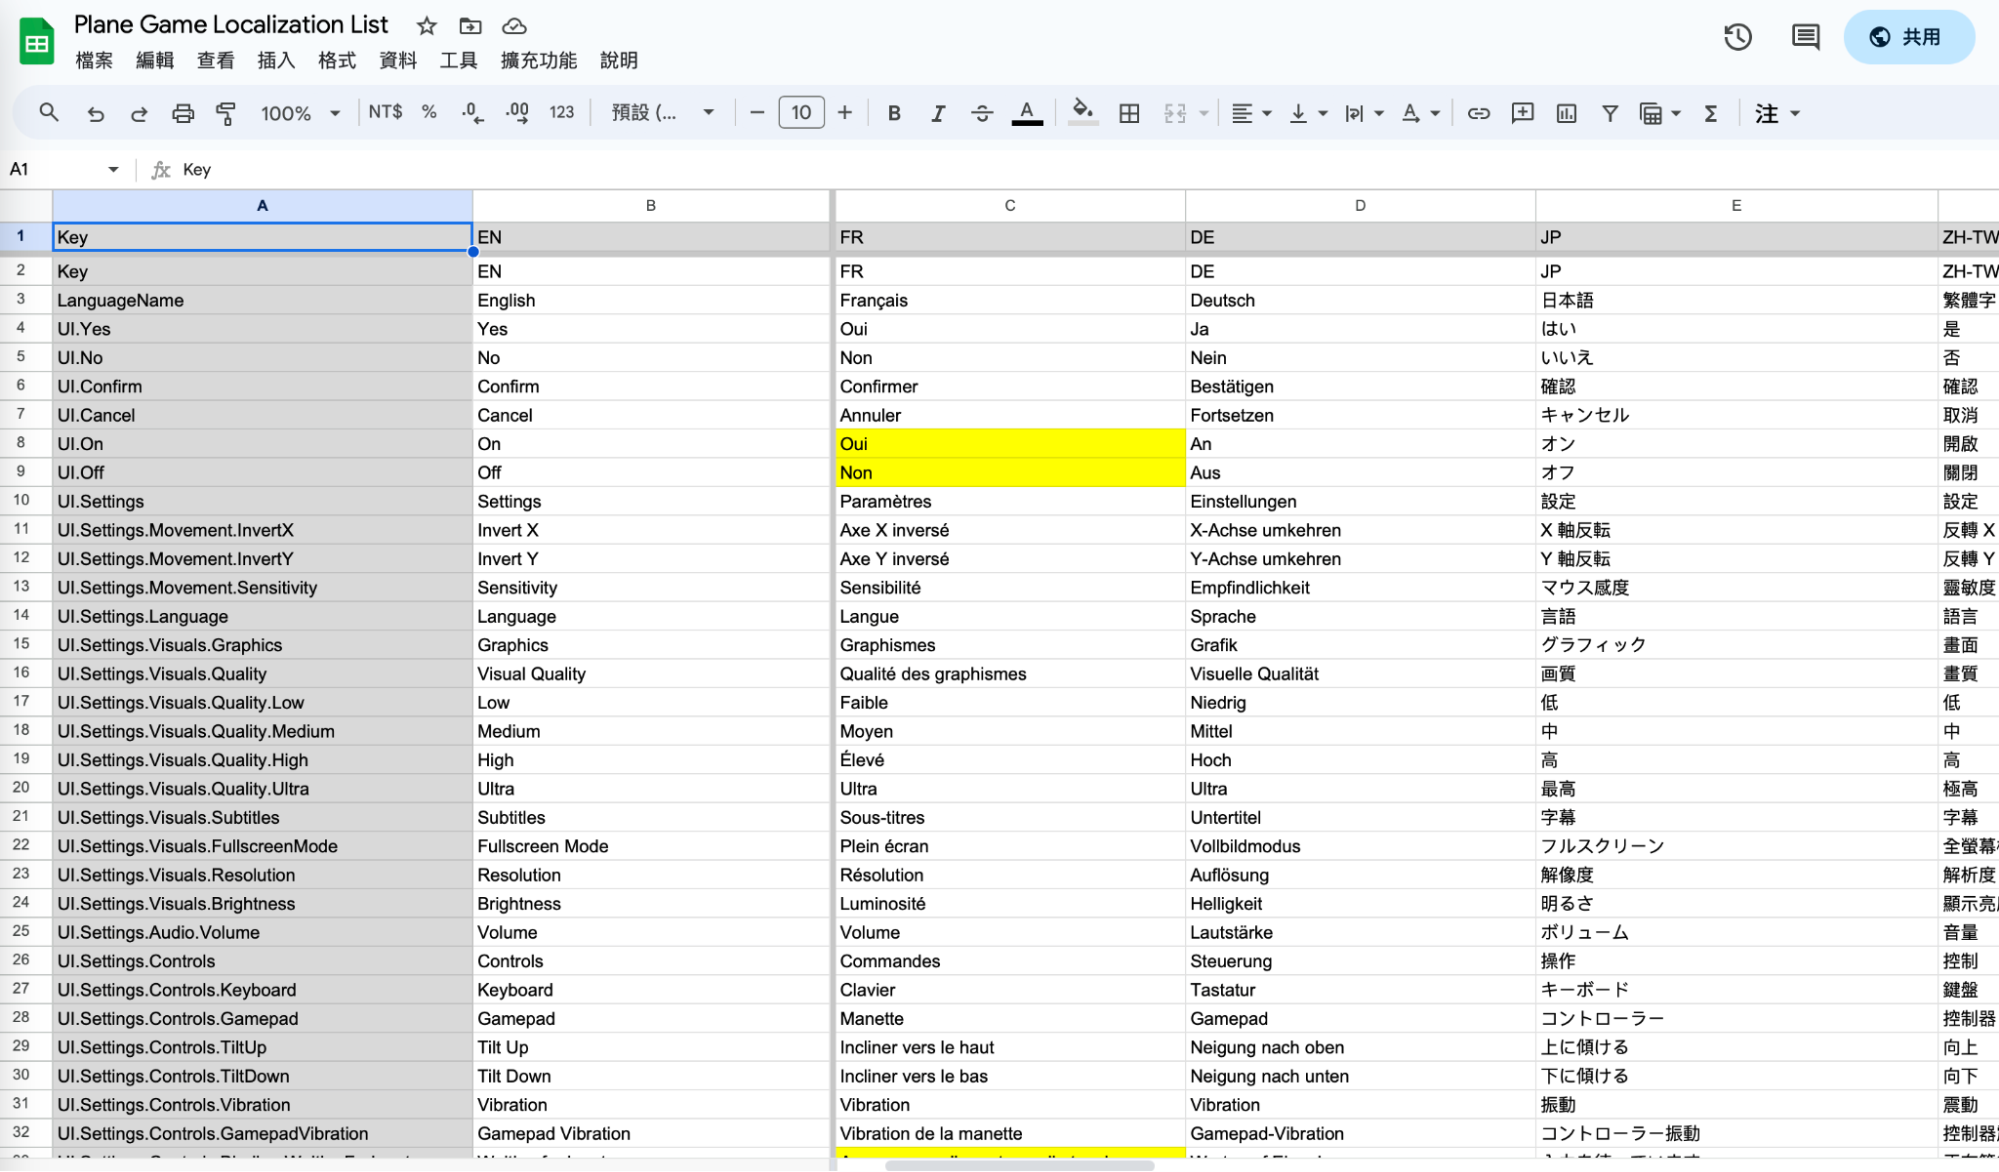 Plane Game Localization List
共用
檔案 編輯 查看 插入 格式 資料 工具 擴充功能 說明
100% NT$ % .0 .00 123 預設 (... 10 B I A 注
A1 fx Key
A B C D E
1 Key EN FR DE JP ZH-TW
2 Key EN FR DE JP ZH-TW
3 LanguageName English Français Deutsch 日本語 繁體字
4 UI.Yes Yes Oui Ja はい 是
5 UI.No No Non Nein いいえ 否
6 UI.Confirm Confirm Confirmer Bestätigen 確認 確認
7 UI.Cancel Cancel Annuler Fortsetzen キャンセル 取消
8 UI.On On Oui An オン 開啟
9 UI.Off Off Non Aus オフ 關閉
10 UI.Settings Settings Paramètres Einstellungen 設定 設定
11 UI.Settings.Movement.InvertX Invert X Axe X inversé X-Achse umkehren X 軸反転 反轉 X
12 UI.Settings.Movement.InvertY Invert Y Axe Y inversé Y-Achse umkehren Y 軸反転 反轉 Y
13 UI.Settings.Movement.Sensitivity Sensitivity Sensibilité Empfindlichkeit マウス感度 靈敏度
14 UI.Settings.Language Language Langue Sprache 言語 語言
15 UI.Settings.Visuals.Graphics Graphics Graphismes Grafik グラフィック 畫面
16 UI.Settings.Visuals.Quality Visual Quality Qualité des graphismes Visuelle Qualität 画質 畫質
17 UI.Settings.Visuals.Quality.Low Low Faible Niedrig 低 低
18 UI.Settings.Visuals.Quality.Medium Medium Moyen Mittel 中 中
19 UI.Settings.Visuals.Quality.High High Élevé Hoch 高 高
20 UI.Settings.Visuals.Quality.Ultra Ultra Ultra Ultra 最高 極高
21 UI.Settings.Visuals.Subtitles Subtitles Sous-titres Untertitel 字幕 字幕
22 UI.Settings.Visuals.FullscreenMode Fullscreen Mode Plein écran Vollbildmodus フルスクリーン 全螢幕
23 UI.Settings.Visuals.Resolution Resolution Résolution Auflösung 解像度 解析度
24 UI.Settings.Visuals.Brightness Brightness Luminosité Helligkeit 明るさ 顯示亮
25 UI.Settings.Audio.Volume Volume Volume Lautstärke ボリューム 音量
26 UI.Settings.Controls Controls Commandes Steuerung 操作 控制
27 UI.Settings.Controls.Keyboard Keyboard Clavier Tastatur キーボード 鍵盤
28 UI.Settings.Controls.Gamepad Gamepad Manette Gamepad コントローラー 控制器
29 UI.Settings.Controls.TiltUp Tilt Up Incliner vers le haut Neigung nach oben 上に傾ける 向上
30 UI.Settings.Controls.TiltDown Tilt Down Incliner vers le bas Neigung nach unten 下に傾ける 向下
31 UI.Settings.Controls.Vibration Vibration Vibration Vibration 振動 震動
32 UI.Settings.Controls.GamepadVibration Gamepad Vibration Vibration de la manette Gamepad-Vibration コントローラー振動 控制器